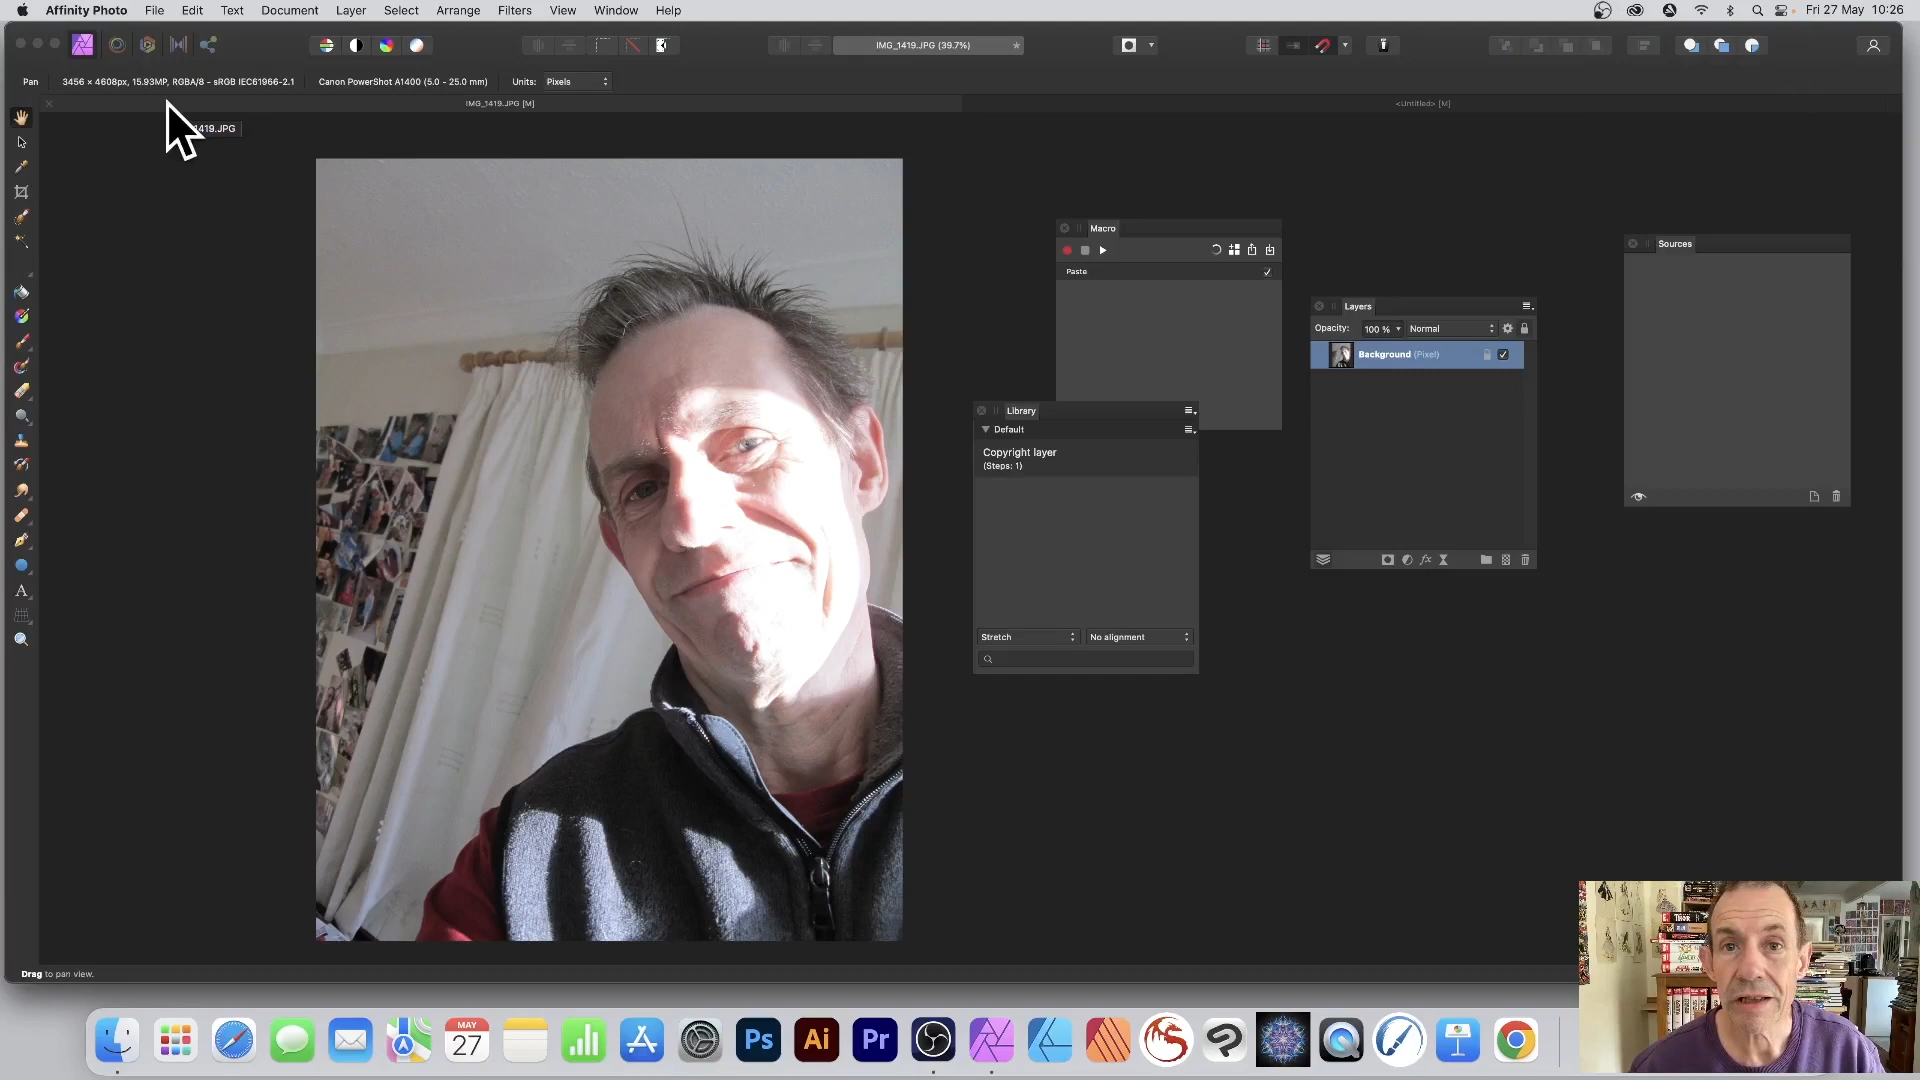 Affinity Photo File Edit Text Document Layer Select Arrange Filters View Window Help Fri 27 May 10:26
IMG_1419.JPG (39.7%)
Pan 3456 × 4608px, 15.93MP, RGBA/8 - sRGB IEC61966-2.1 Canon PowerShot A1400 (5.0 - 25.0 mm) Units: Pixels
IMG_1419.JPG [M] <Untitled> [M]
1419.JPG
Macro
Paste
Sources
Layers
Opacity: 100 % Normal
Background (Pixel)
Library
Default
Copyright layer
(Steps: 1)
Stretch No alignment
Drag to pan view.
THOR
MAY
27
Ps Ai Pr